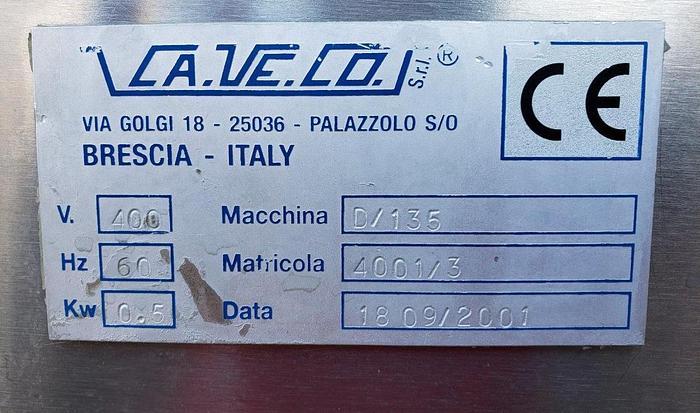 CA.VE.CO. S.r.l. ®
CE
VIA GOLGI 18 - 25036 - PALAZZOLO S/O
BRESCIA - ITALY
V. 400 Macchina D/135
Hz 60 Matricola 4001/3
Kw 0.5 Data 18 09/2001